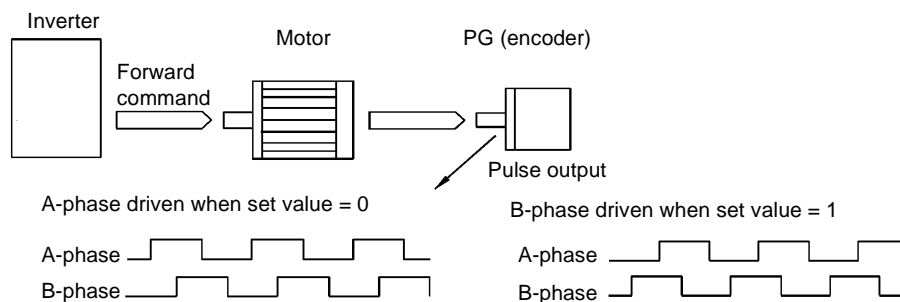 Inverter
Motor
PG (encoder)
Forward
command
Pulse output
A-phase driven when set value = 0
B-phase driven when set value = 1
A-phase
B-phase
A-phase
B-phase